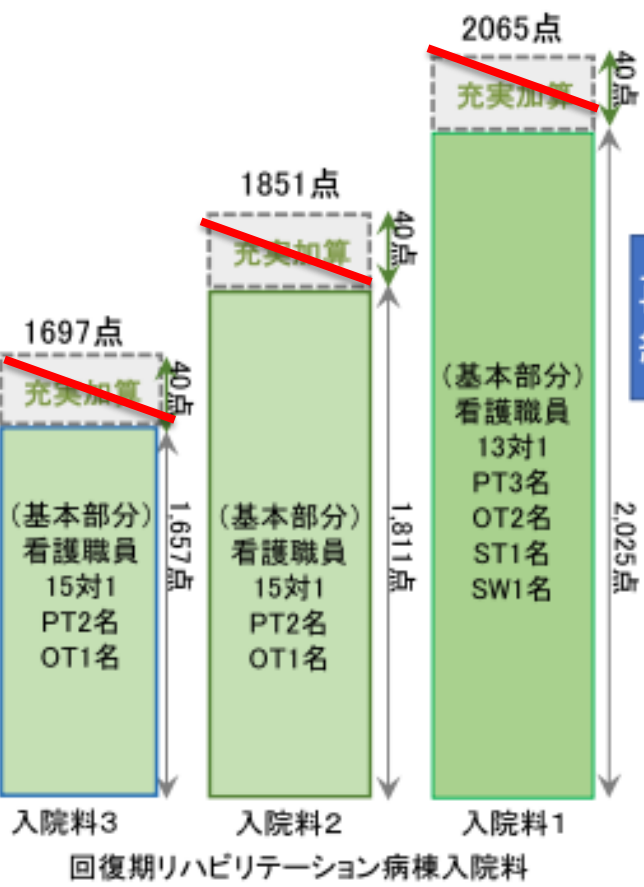 2065点
充実加算
40点
1851点
充実加算
40点
1697点
充実加算
40点
(基本部分)
看護職員
13対1
PT3名
OT2名
ST1名
SW1名
2,025点
(基本部分)
看護職員
15対1
PT2名
OT1名
1,811点
(基本部分)
看護職員
15対1
PT2名
OT1名
1,657点
入院料3
入院料2
入院料1
回復期リハビリテーション病棟入院料